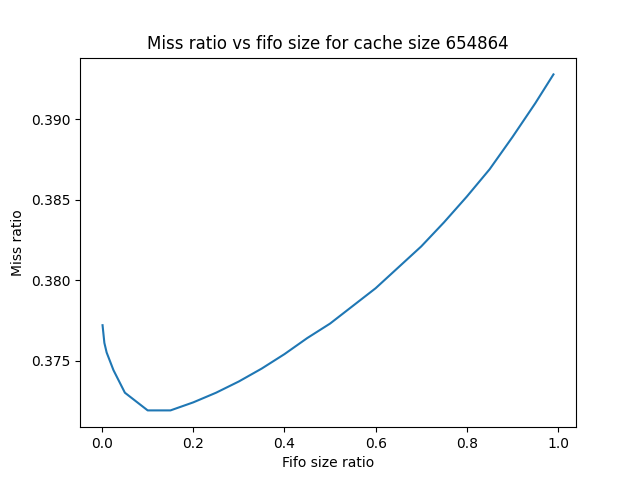 Miss ratio vs fifo size for cache size 654864
0.390
0.385
0.380
0.375
Miss ratio
0.0 0.2 0.4 0.6 0.8 1.0
Fifo size ratio